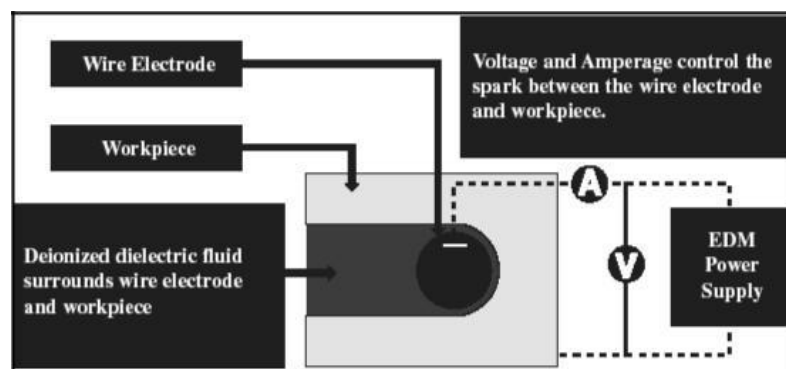 Wire Electrode
Voltage and Amperage control the
spark between the wire electrode
and workpiece.
Workpiece
A
Deionized dielectric fluid
surrounds wire electrode
and workpiece
V
EDM
Power
Supply